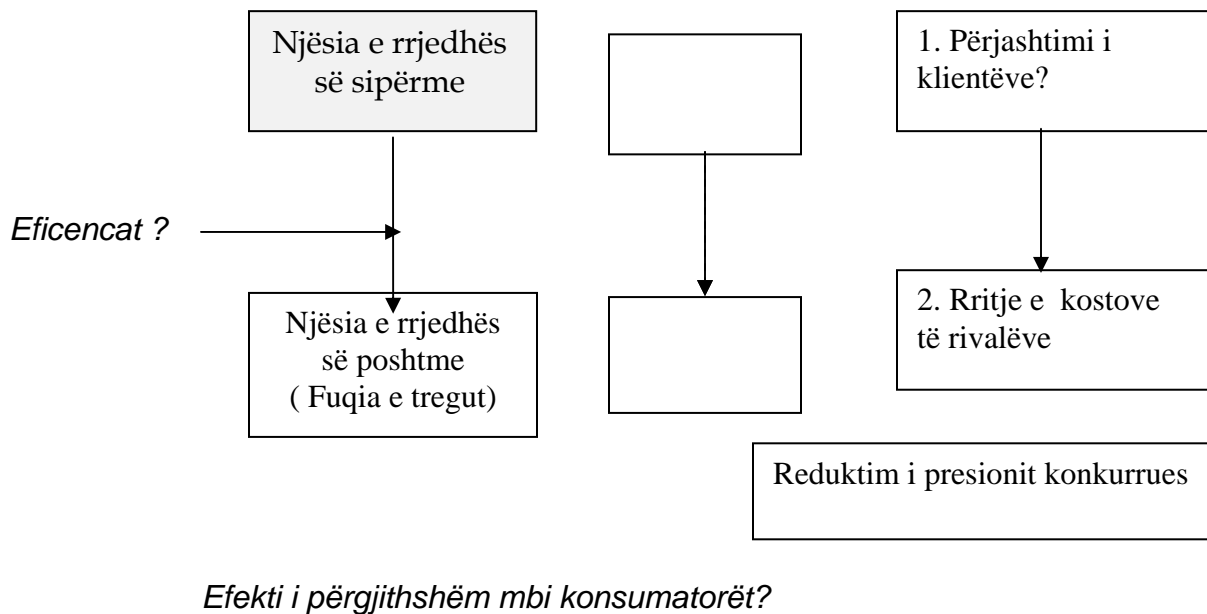 Njësia e rrjedhës
së sipërme
1. Përjashtimi i
klientëve?
Eficencat ?
Njësia e rrjedhës
së poshtme
( Fuqia e tregut)
2. Rritje e  kostove
të rivalëve
Reduktim i presionit konkurrues
Efekti i përgjithshëm mbi konsumatorët?